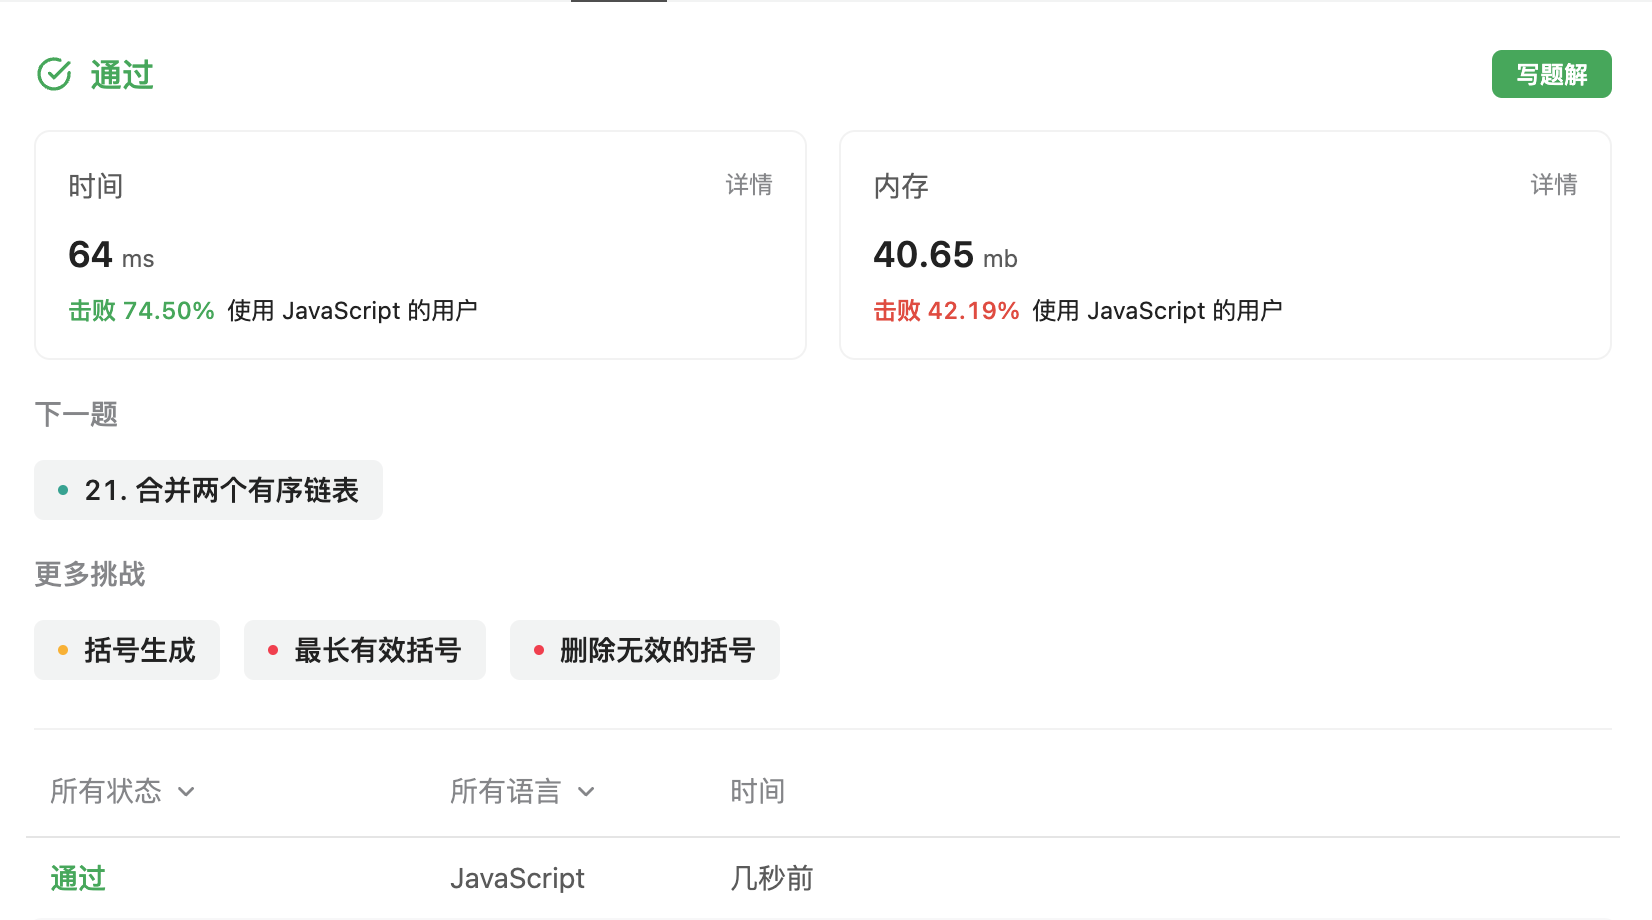 通过
写题解
时间 详情
64 ms
击败 74.50% 使用 JavaScript 的用户
内存 详情
40.65 mb
击败 42.19% 使用 JavaScript 的用户
下一题
21. 合并两个有序链表
更多挑战
括号生成 最长有效括号 删除无效的括号
所有状态 所有语言 时间
通过 JavaScript 几秒前